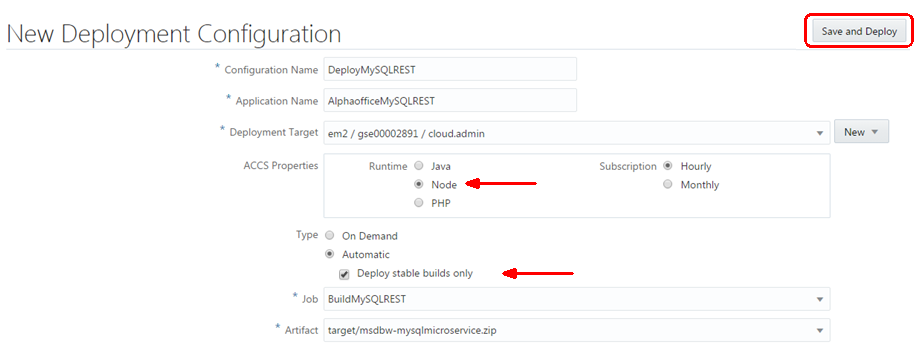 New Deployment Configuration
Save and Deploy
* Configuration Name DeployMySQLREST
* Application Name AlphaofficeMySQLREST
* Deployment Target em2 / gse00002891 / cloud.admin New
ACCS Properties Runtime Java Subscription Hourly
Node Monthly
PHP
Type On Demand
Automatic
Deploy stable builds only
* Job BuildMySQLREST
* Artifact target/msdbw-mysqlmicroservice.zip